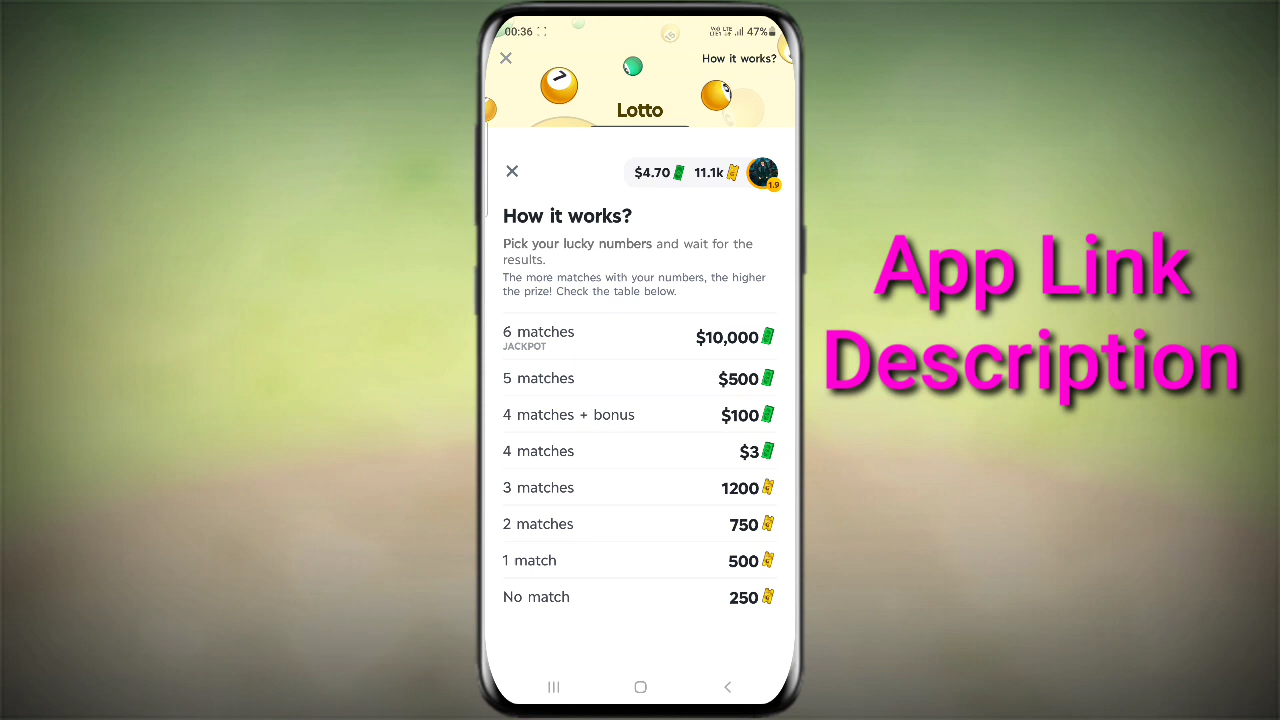 00:36
47%
How it works?
Lotto
$4.70 11.1k
1.9
How it works?
Pick your lucky numbers and wait for the
results.
The more matches with your numbers, the higher
the prize! Check the table below.
6 matches $10,000
JACKPOT
5 matches $500
4 matches + bonus $100
4 matches $3
3 matches 1200
2 matches 750
1 match 500
No match 250
App Link
Description